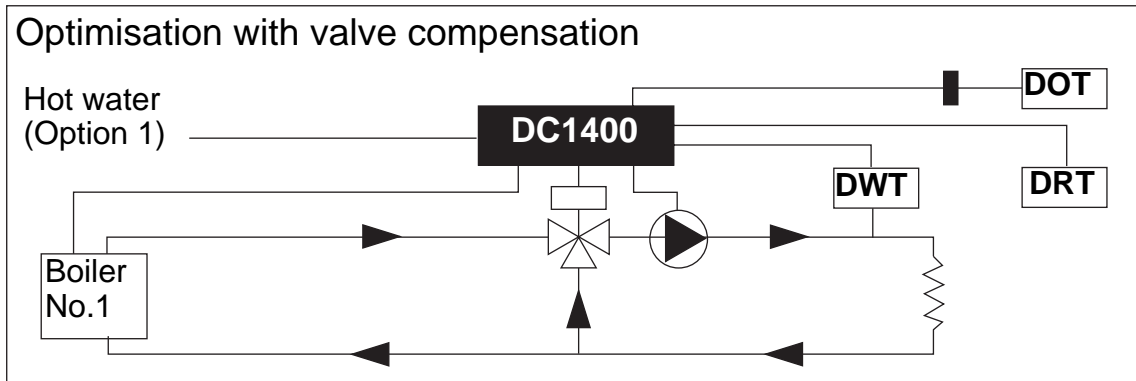 Optimisation with valve compensation
Hot water
(Option 1)
DC1400
DOT
DWT
DRT
Boiler
No.1